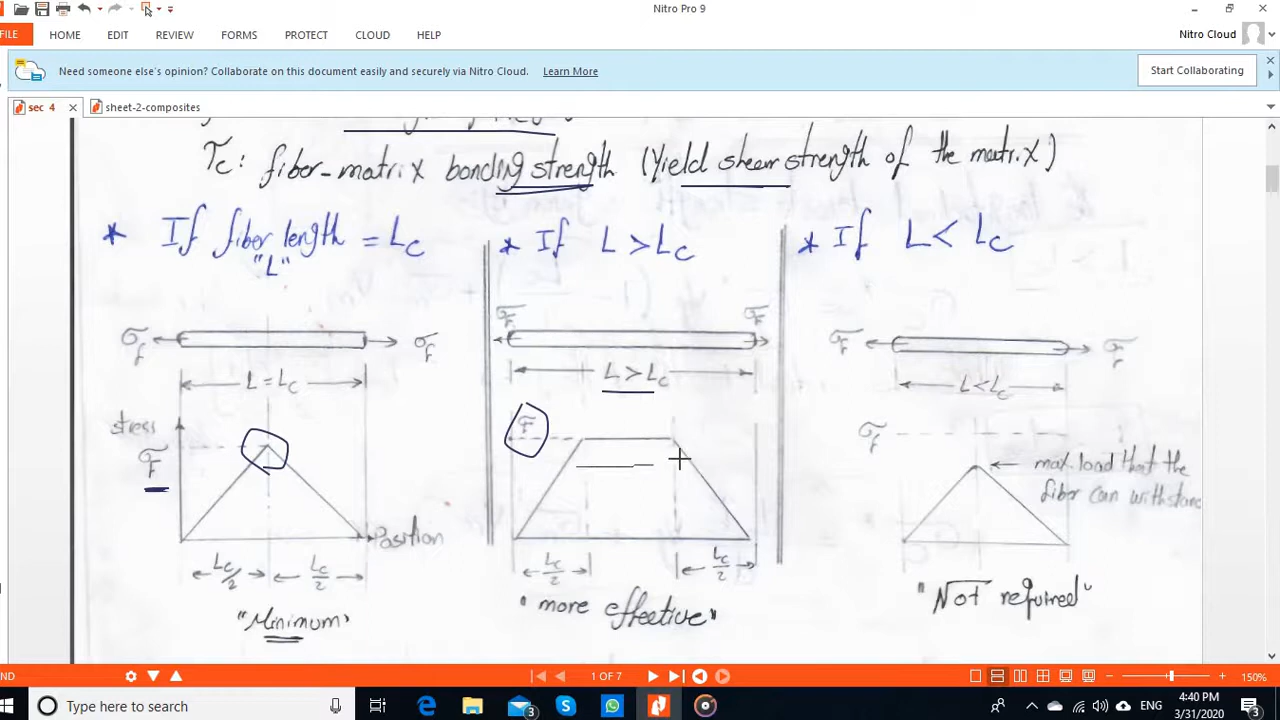 Nitro Pro 9
FILE HOME EDIT REVIEW FORMS PROTECT CLOUD HELP Nitro Cloud
Need someone else's opinion? Collaborate on this document easily and securely via Nitro Cloud. Learn More Start Collaborating
sec 4 sheet-2-composites
τc: fiber-matrix bonding strength (Yield shear strength of the matrix)
* If fiber length = Lc * If L > Lc * If L < Lc
"L"
σF σF
σf σf σF σF
L = Lc L > Lc L < Lc
stress σF σF σF
max. load that the
fiber can withstand
Position
Lc/2 Lc/2 Lc/2 Lc/2
"Minimum" "more effective" "NOT required"
ND 1 OF 7 150%
Type here to search 3 ENG 4:40 PM
3/31/2020 3